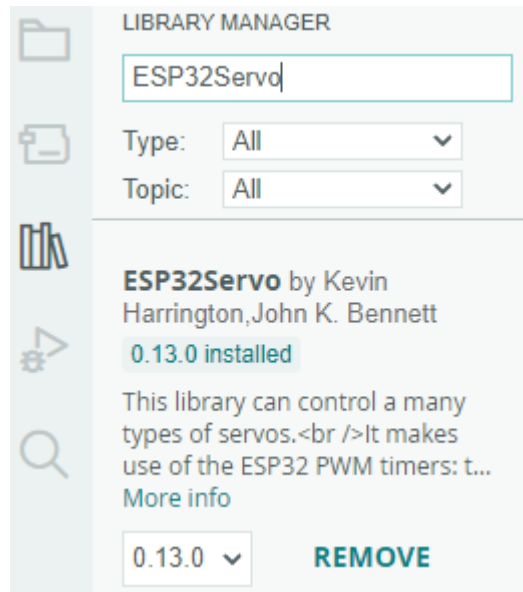 LIBRARY MANAGER
ESP32Servo
Type: All
Topic: All
ESP32Servo by Kevin
Harrington,John K. Bennett
0.13.0 installed
This library can control a many
types of servos.<br />It makes
use of the ESP32 PWM timers: t...
More info
0.13.0 REMOVE